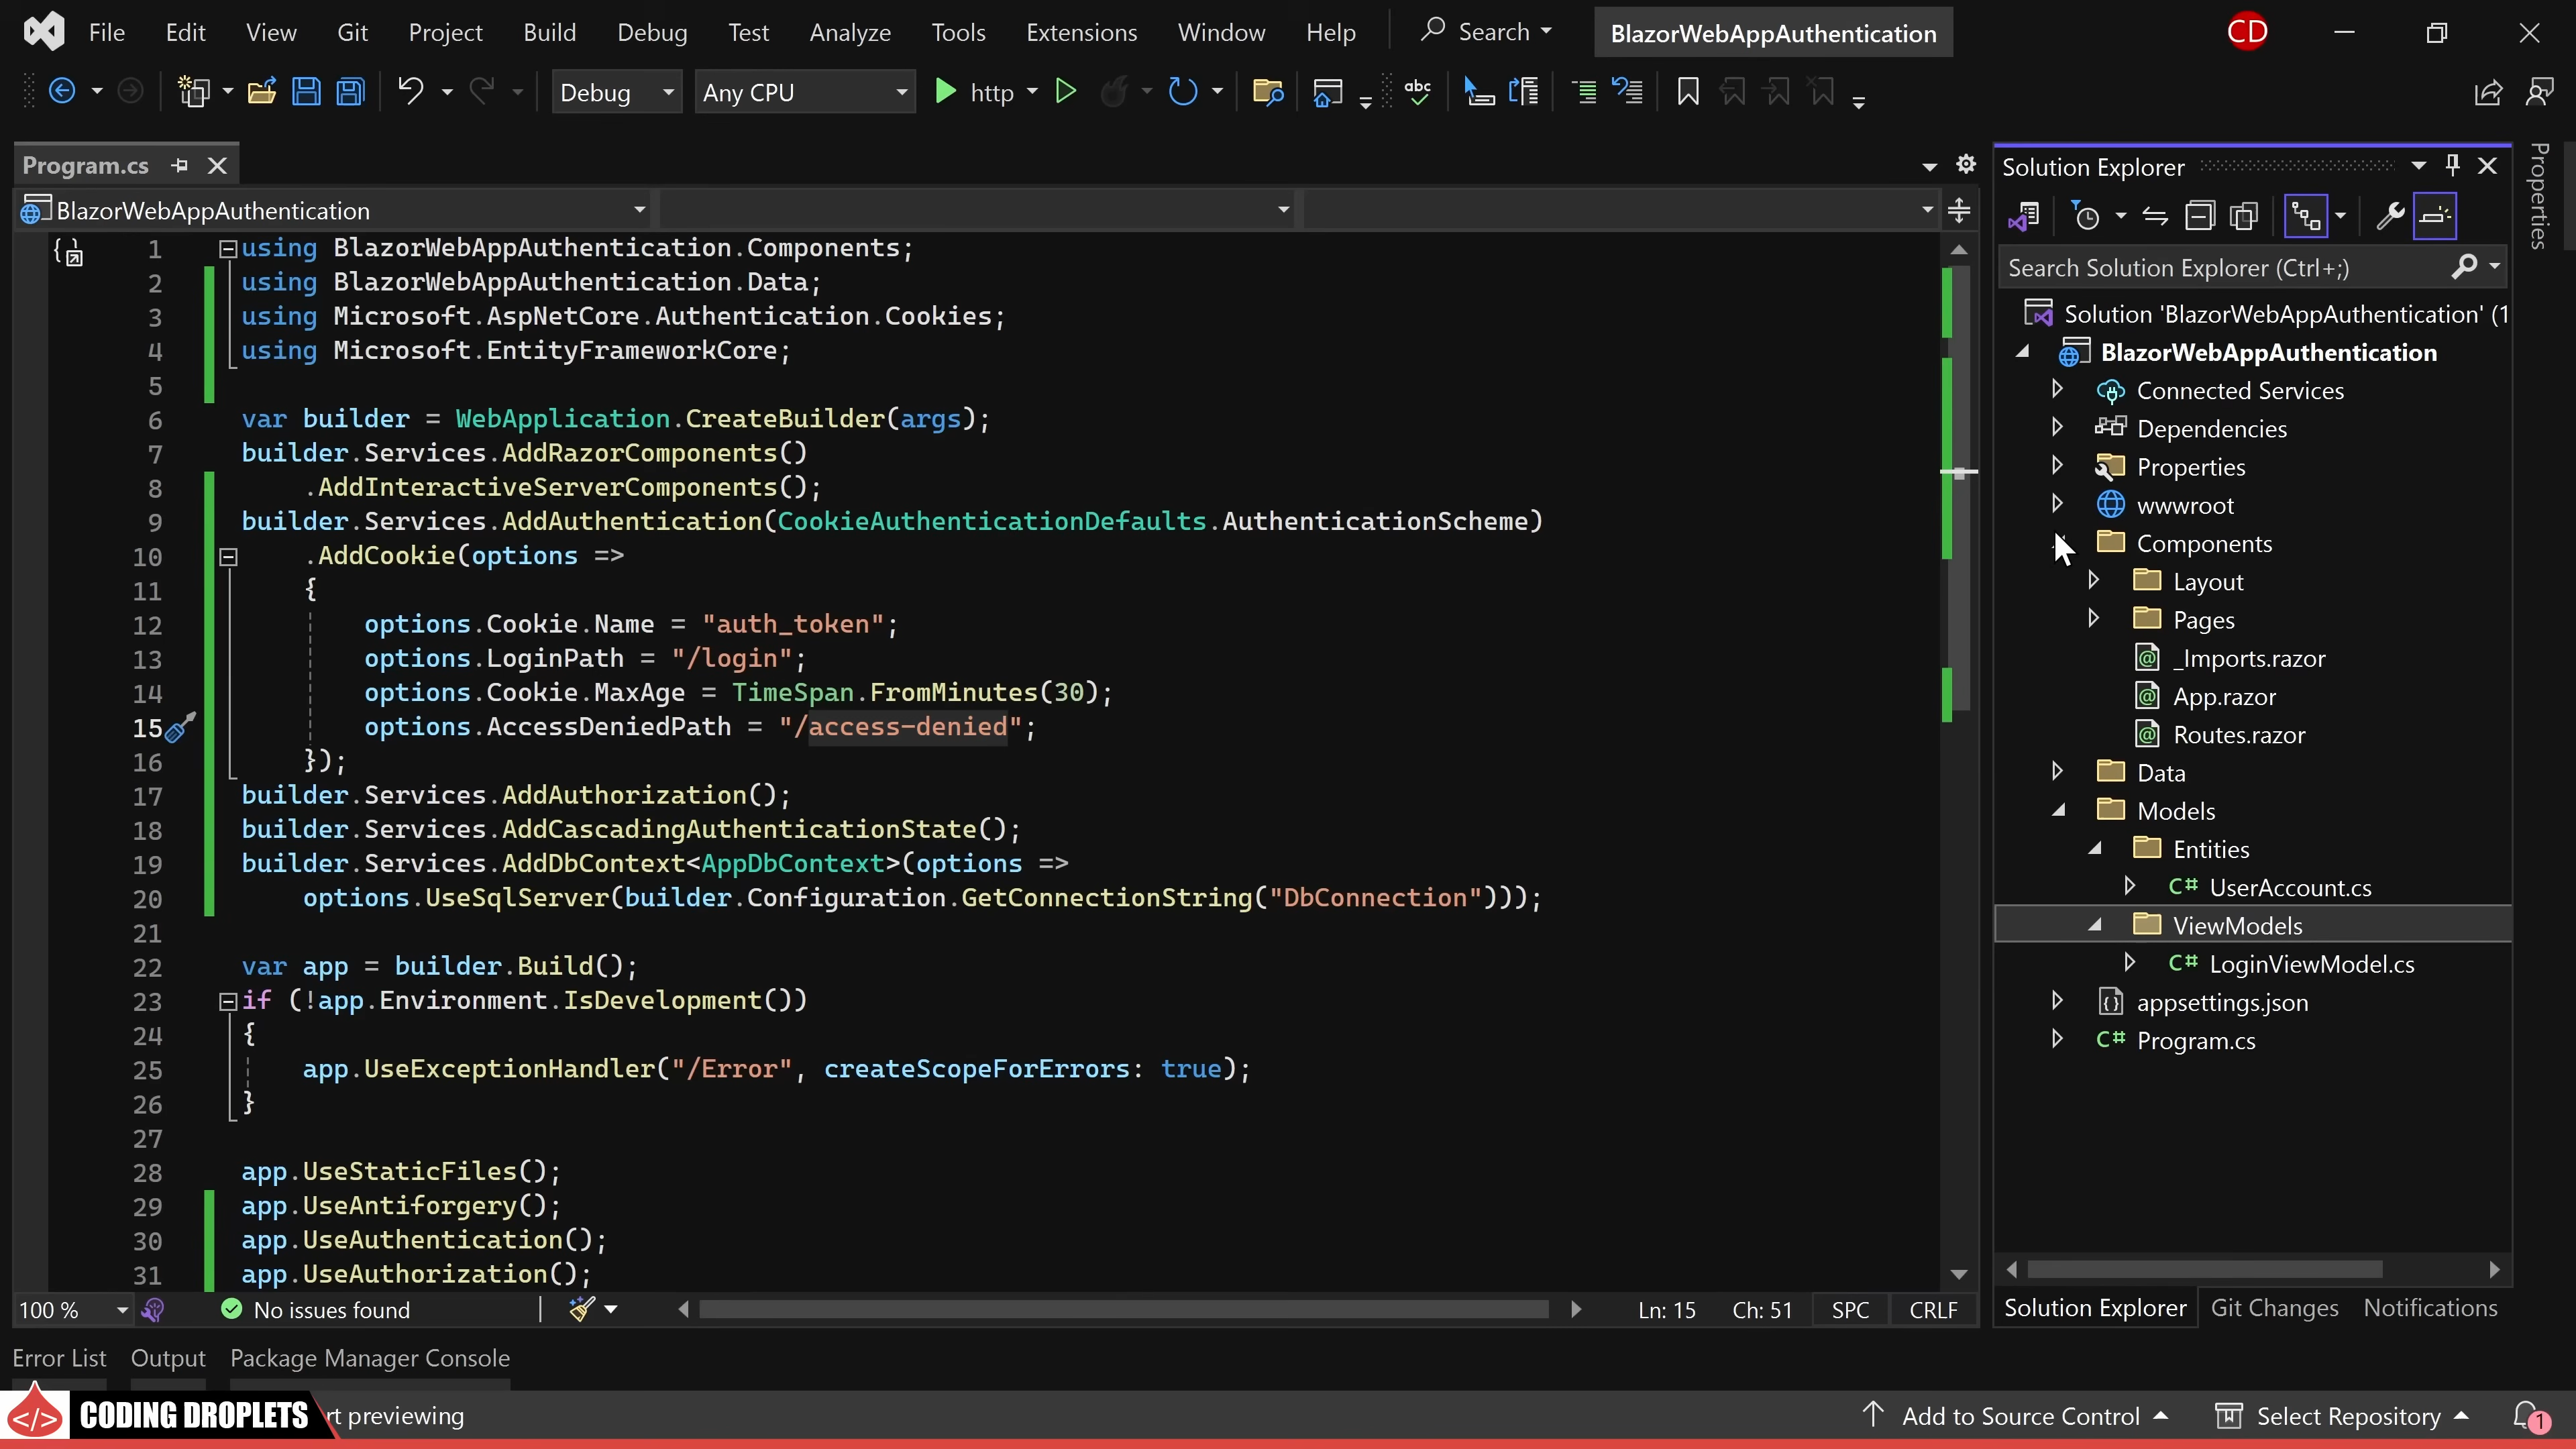 File Edit View Git Project Build Debug Test Analyze Tools Extensions Window Help Search BlazorWebAppAuthentication CD
Debug Any CPU http abc
Program.cs
BlazorWebAppAuthentication
1 using BlazorWebAppAuthentication.Components;
2 using BlazorWebAppAuthentication.Data;
3 using Microsoft.AspNetCore.Authentication.Cookies;
4 using Microsoft.EntityFrameworkCore;
5
6 var builder = WebApplication.CreateBuilder(args);
7 builder.Services.AddRazorComponents()
8 .AddInteractiveServerComponents();
9 builder.Services.AddAuthentication(CookieAuthenticationDefaults.AuthenticationScheme)
10 .AddCookie(options =>
11 {
12 options.Cookie.Name = "auth_token";
13 options.LoginPath = "/login";
14 options.Cookie.MaxAge = TimeSpan.FromMinutes(30);
15 options.AccessDeniedPath = "/access-denied";
16 });
17 builder.Services.AddAuthorization();
18 builder.Services.AddCascadingAuthenticationState();
19 builder.Services.AddDbContext<AppDbContext>(options =>
20 options.UseSqlServer(builder.Configuration.GetConnectionString("DbConnection")));
21
22 var app = builder.Build();
23 if (!app.Environment.IsDevelopment())
24 {
25 app.UseExceptionHandler("/Error", createScopeForErrors: true);
26 }
27
28 app.UseStaticFiles();
29 app.UseAntiforgery();
30 app.UseAuthentication();
31 app.UseAuthorization();
100 % No issues found Ln: 15 Ch: 51 SPC CRLF
Solution Explorer
Properties
Search Solution Explorer (Ctrl+;)
Solution 'BlazorWebAppAuthentication' (1
BlazorWebAppAuthentication
Connected Services
Dependencies
Properties
wwwroot
Components
Layout
Pages
_Imports.razor
App.razor
Routes.razor
Data
Models
Entities
C# UserAccount.cs
ViewModels
C# LoginViewModel.cs
appsettings.json
C# Program.cs
Solution Explorer Git Changes Notifications
Error List Output Package Manager Console
</> CODING DROPLETS rt previewing Add to Source Control Select Repository 1